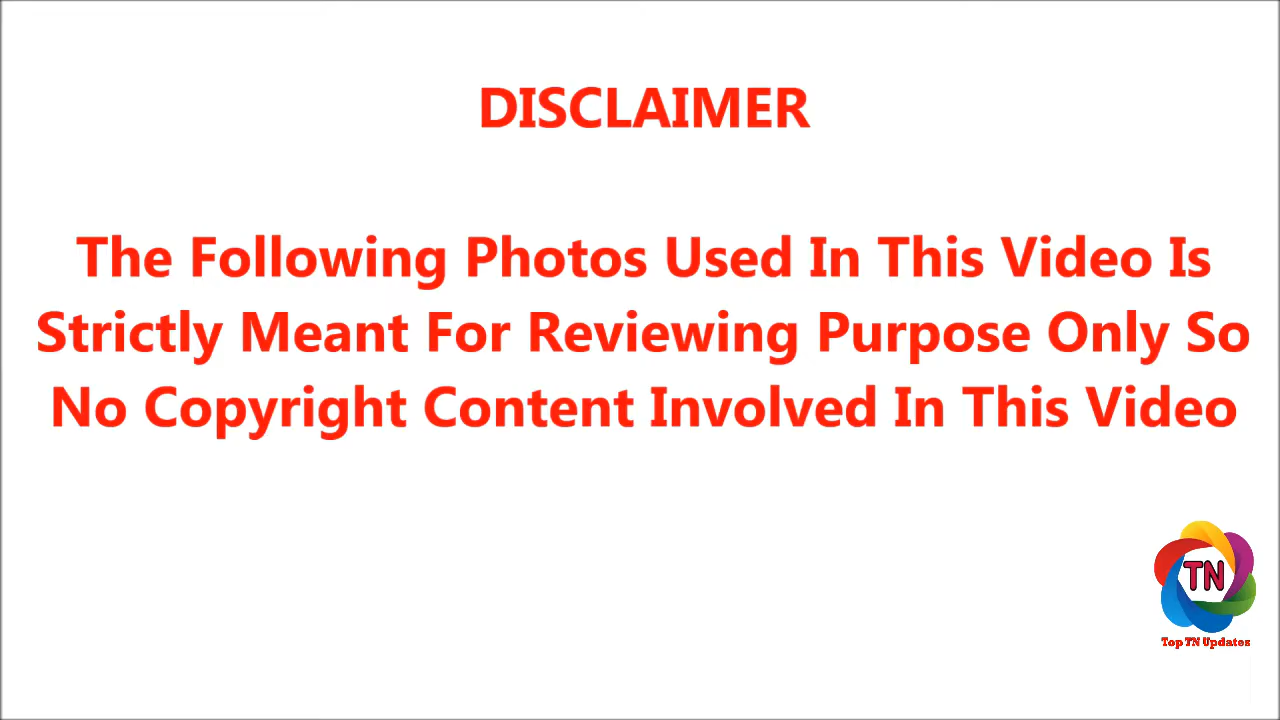 DISCLAIMER
The Following Photos Used In This Video Is
Strictly Meant For Reviewing Purpose Only So
No Copyright Content Involved In This Video
TN
Top TN Updates